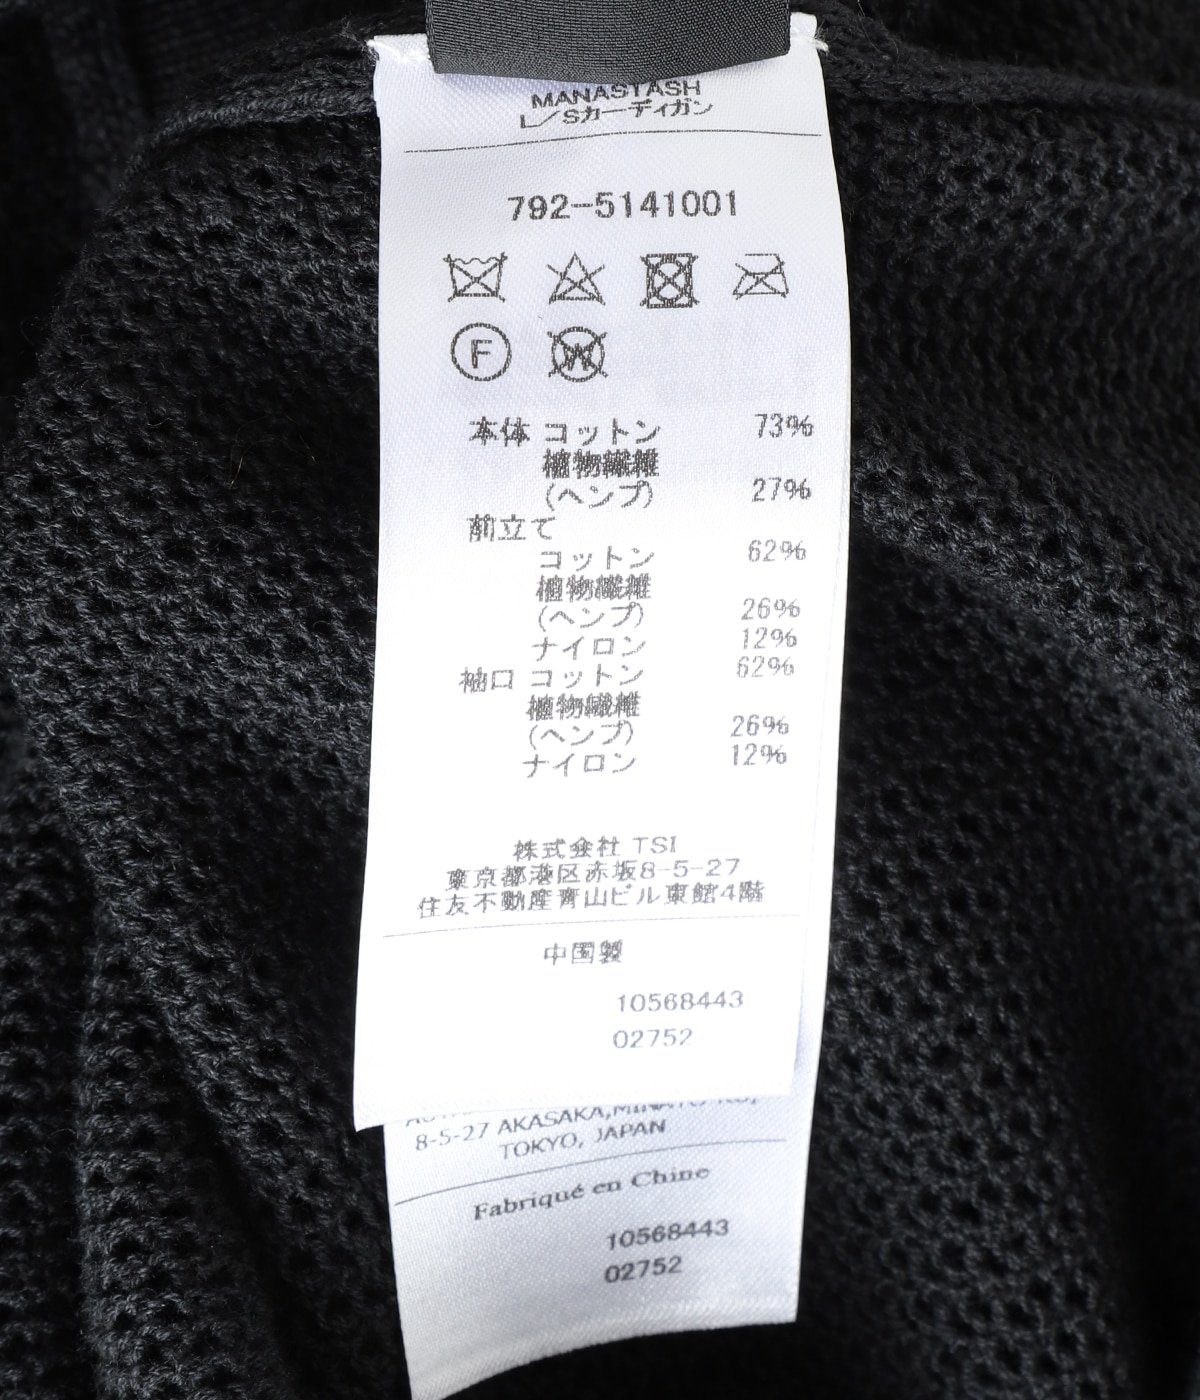 MANASTASH
L/Sカーディガン
792-5141001
F
W
本体 コットン 73%
植物繊維
(ヘンプ) 27%
前立て
コットン 62%
植物繊維
(ヘンプ) 26%
ナイロン 12%
袖口 コットン 62%
植物繊維
(ヘンプ) 26%
ナイロン 12%
株式会社 TSI
東京都港区赤坂8-5-27
住友不動産青山ビル東館4階
中国製
10568443
02752
8-5-27 AKASAKA,MINATO-KU,
TOKYO, JAPAN
Fabriqué en Chine
10568443
02752